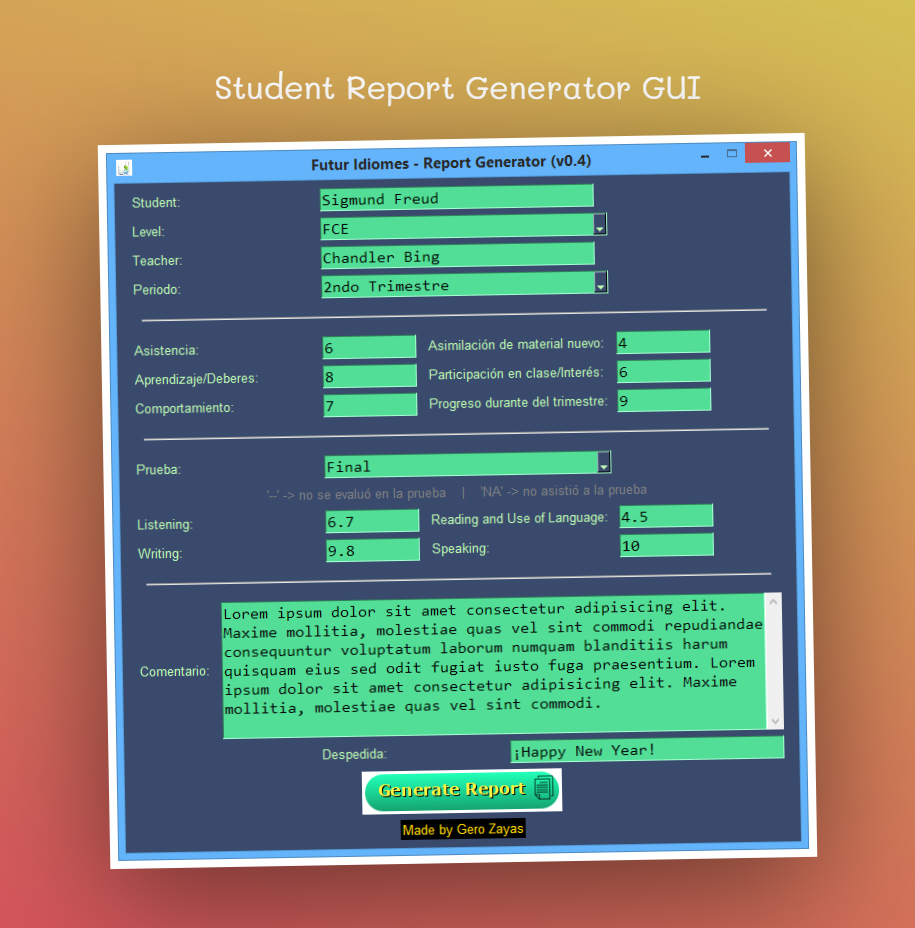 Student Report Generator GUI
Futur Idiomes - Report Generator (v0.4)
Student: Sigmund Freud
Level: FCE
Teacher: Chandler Bing
Periodo: 2ndo Trimestre
Asistencia: 6 Asimilación de material nuevo: 4
Aprendizaje/Deberes: 8 Participación en clase/Interés: 6
Comportamiento: 7 Progreso durante del trimestre: 9
Prueba: Final
'--' -> no se evaluó en la prueba | 'NA' -> no asistió a la prueba
Listening: 6.7 Reading and Use of Language: 4.5
Writing: 9.8 Speaking: 10
Comentario:
Lorem ipsum dolor sit amet consectetur adipisicing elit.
Maxime mollitia, molestiae quas vel sint commodi repudiandae
consequuntur voluptatum laborum numquam blanditiis harum
quisquam eius sed odit fugiat iusto fuga praesentium. Lorem
ipsum dolor sit amet consectetur adipisicing elit. Maxime
mollitia, molestiae quas vel sint commodi.
Despedida: ¡Happy New Year!
Generate Report
Made by Gero Zayas